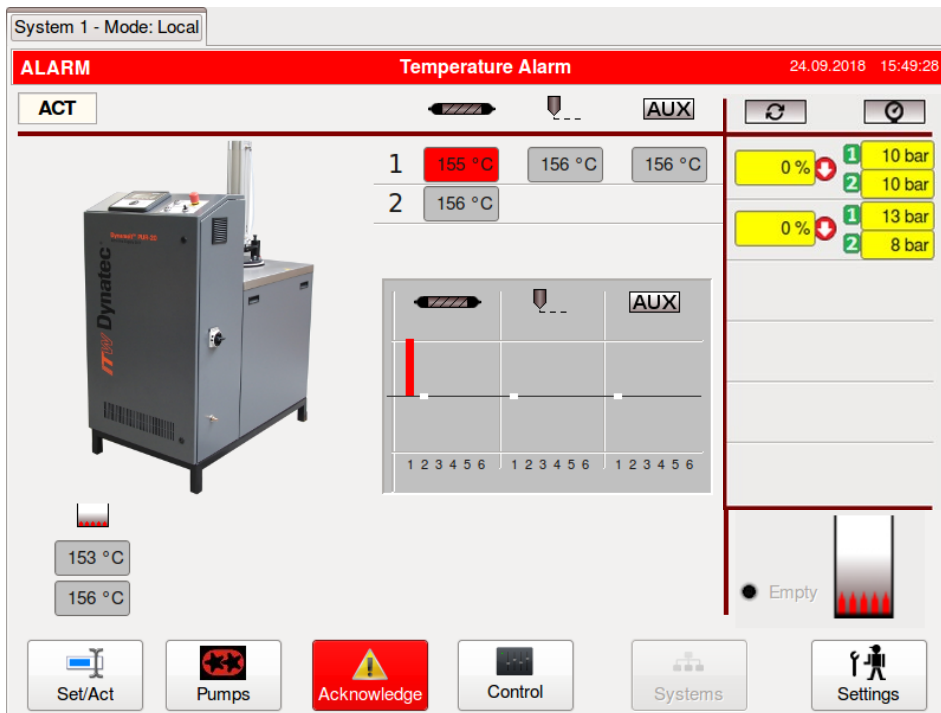 System 1 - Mode: Local
ALARM Temperature Alarm 24.09.2018 15:49:28
ACT AUX
1 155 °C 156 °C 156 °C 0 % 1 10 bar
2 10 bar
2 156 °C
0 % 1 13 bar
2 8 bar
ITW Dynatec
AUX
1 2 3 4 5 6 1 2 3 4 5 6 1 2 3 4 5 6
153 °C
156 °C
Empty
Set/Act Pumps Acknowledge Control Systems Settings